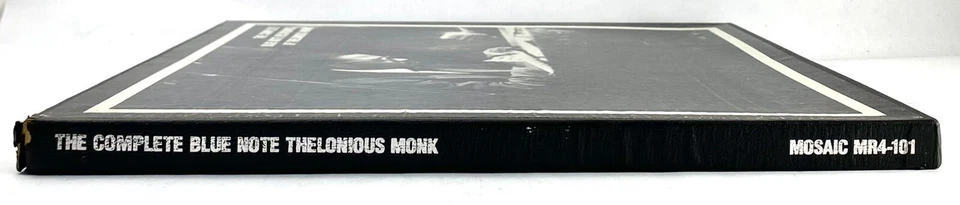 THE COMPLETE BLUE NOTE THELONIOUS MONK
MOSAIC MR4-101